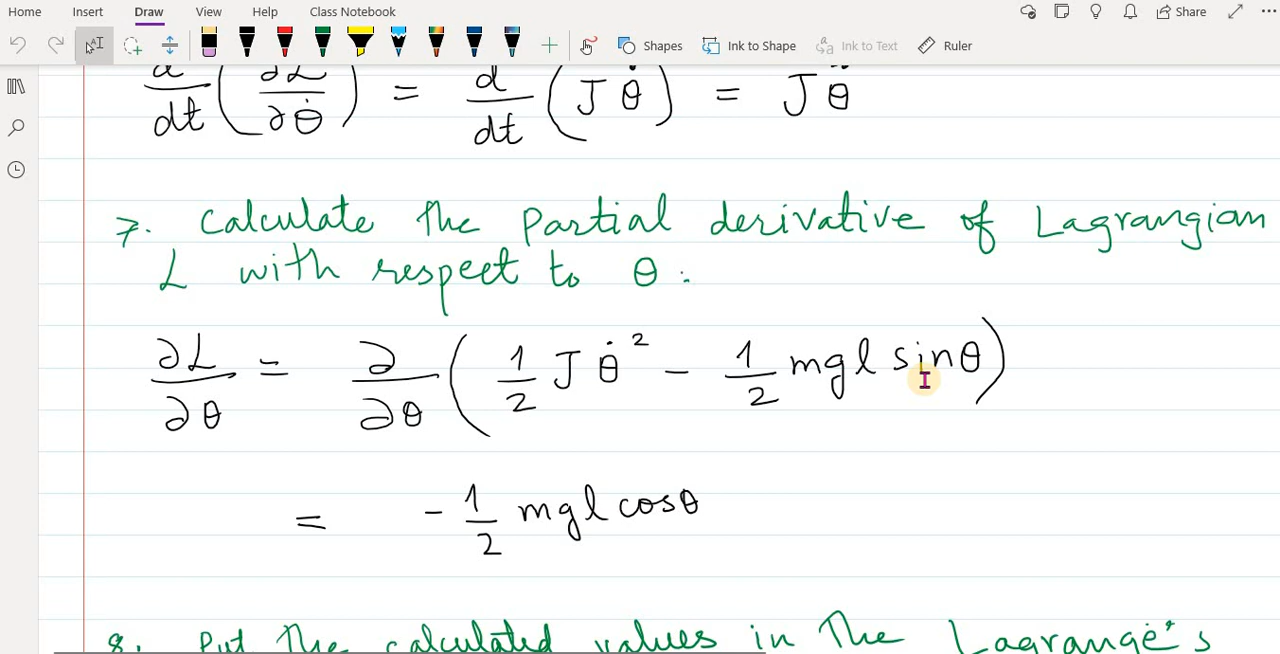 Home Insert Draw View Help Class Notebook Share
Shapes Ink to Shape Ink to Text Ruler
d/dt (∂L/∂θ̇) = d/dt (Jθ̇) = Jθ̈
7. Calculate the Partial derivative of Lagrangian
L with respect to θ :
∂L/∂θ = ∂/∂θ (1/2 Jθ̇² - 1/2 mgl sinθ)
= - 1/2 mgl cosθ
8. Put the calculated values in the Lagrange's